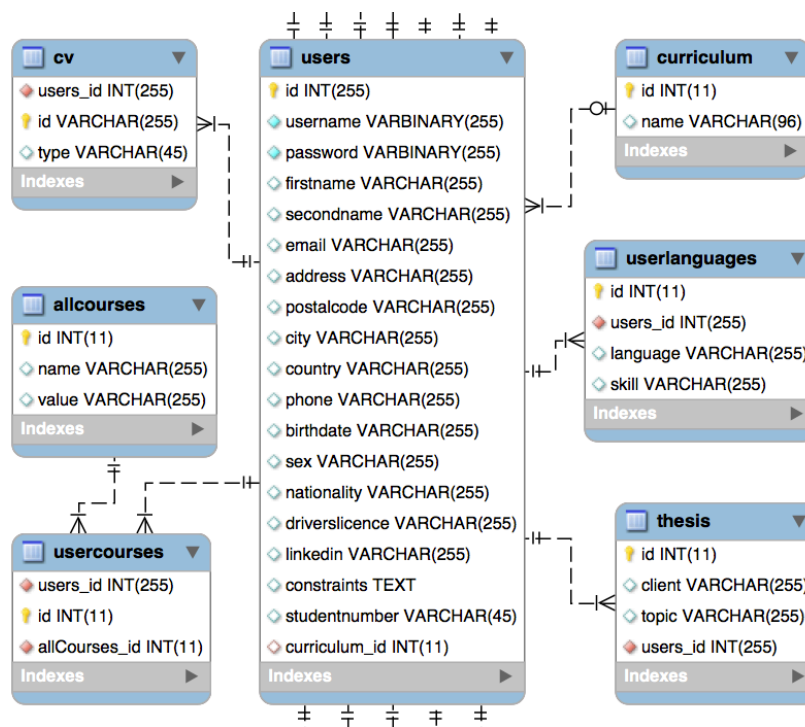 cv
users_id INT(255)
id VARCHAR(255)
type VARCHAR(45)
Indexes
allcourses
id INT(11)
name VARCHAR(255)
value VARCHAR(255)
Indexes
usercourses
users_id INT(255)
id INT(11)
allCourses_id INT(11)
Indexes
users
id INT(255)
username VARBINARY(255)
password VARBINARY(255)
firstname VARCHAR(255)
secondname VARCHAR(255)
email VARCHAR(255)
address VARCHAR(255)
postalcode VARCHAR(255)
city VARCHAR(255)
country VARCHAR(255)
phone VARCHAR(255)
birthdate VARCHAR(255)
sex VARCHAR(255)
nationality VARCHAR(255)
driverslicence VARCHAR(255)
linkedin VARCHAR(255)
constraints TEXT
studentnumber VARCHAR(45)
curriculum_id INT(11)
Indexes
curriculum
id INT(11)
name VARCHAR(96)
Indexes
userlanguages
id INT(11)
users_id INT(255)
language VARCHAR(255)
skill VARCHAR(255)
Indexes
thesis
id INT(11)
client VARCHAR(255)
topic VARCHAR(255)
users_id INT(255)
Indexes